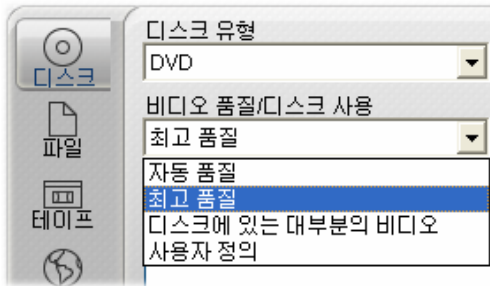 디스크 유형
DVD
디스크
비디오 품질/디스크 사용
최고 품질
파일
자동 품질
최고 품질
테이프
디스크에 있는 대부분의 비디오
사용자 정의